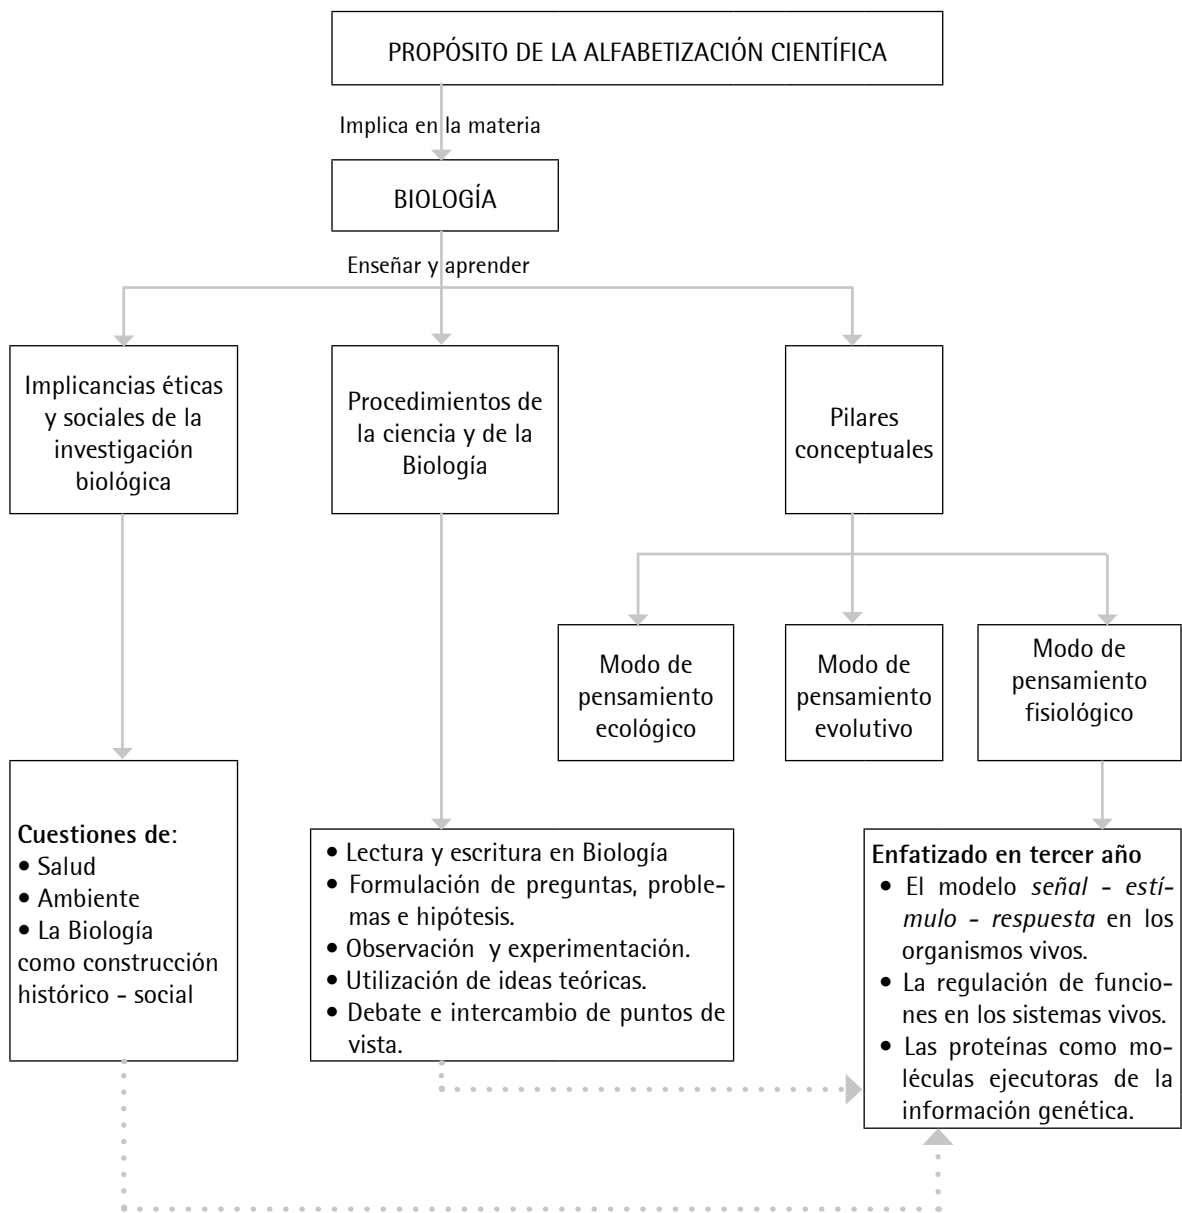 PROPÓSITO DE LA ALFABETIZACIÓN CIENTÍFICA
Implica en la materia
BIOLOGÍA
Enseñar y aprender
Implicancias éticas
y sociales de la
investigación
biológica
Procedimientos de
la ciencia y de la
Biología
Pilares
conceptuales
Modo de
pensamiento
ecológico
Modo de
pensamiento
evolutivo
Modo de
pensamiento
fisiológico
Cuestiones de:
• Salud
• Ambiente
• La Biología
como construcción
histórico - social
• Lectura y escritura en Biología
• Formulación de preguntas, proble-
mas e hipótesis.
• Observación y experimentación.
• Utilización de ideas teóricas.
• Debate e intercambio de puntos de
vista.
Enfatizado en tercer año
• El modelo señal - estí-
mulo - respuesta en los
organismos vivos.
• La regulación de funcio-
nes en los sistemas vivos.
• Las proteínas como mo-
léculas ejecutoras de la
información genética.